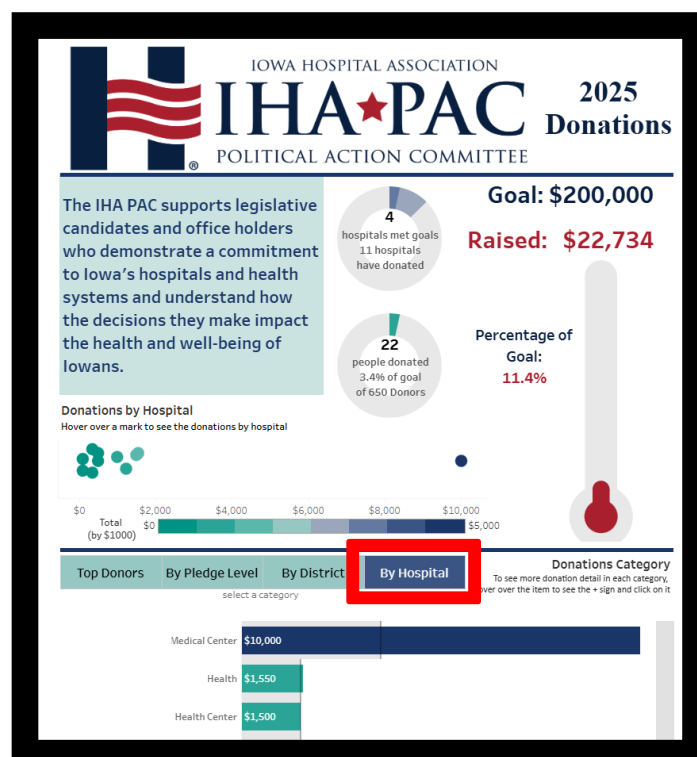 IOWA HOSPITAL ASSOCIATION
IHA PAC
®
POLITICAL ACTION COMMITTEE
2025
Donations
The IHA PAC supports legislative
candidates and office holders
who demonstrate a commitment
to Iowa's hospitals and health
systems and understand how
the decisions they make impact
the health and well-being of
Iowans.
4
hospitals met goals
11 hospitals
have donated
22
people donated
3.4% of goal
of 650 Donors
Goal: $200,000
Raised: $22,734
Percentage of
Goal:
11.4%
Donations by Hospital
Hover over a mark to see the donations by hospital
$0 $2,000 $4,000 $6,000 $8,000 $10,000
Total
(by $1000)
$0 $5,000
Top Donors By Pledge Level By District By Hospital
select a category
Donations Category
To see more donation detail in each category,
over over the item to see the + sign and click on it
Medical Center $10,000
Health $1,550
Health Center $1,500